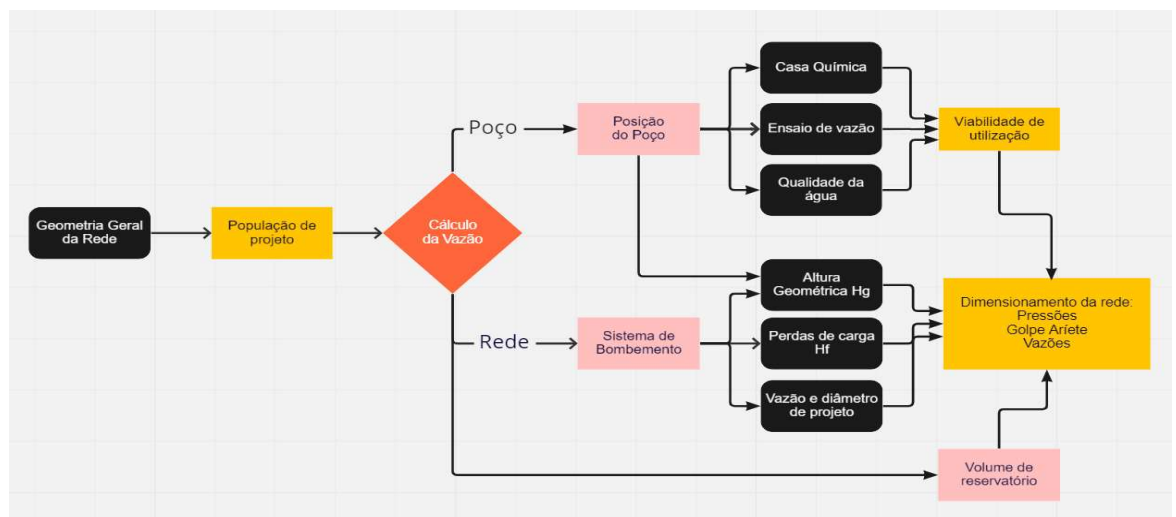 Geometria Geral
da Rede
População de
projeto
Cálculo
da Vazão
Poço
Posição
do Poço
Casa Química
Ensaio de vazão
Qualidade da
água
Viabilidade de
utilização
Rede
Sistema de
Bombemento
Altura
Geométrica Hg
Perdas de carga
Hf
Vazão e diâmetro
de projeto
Dimensionamento da rede:
Pressões
Golpe Aríete
Vazões
Volume de
reservatório